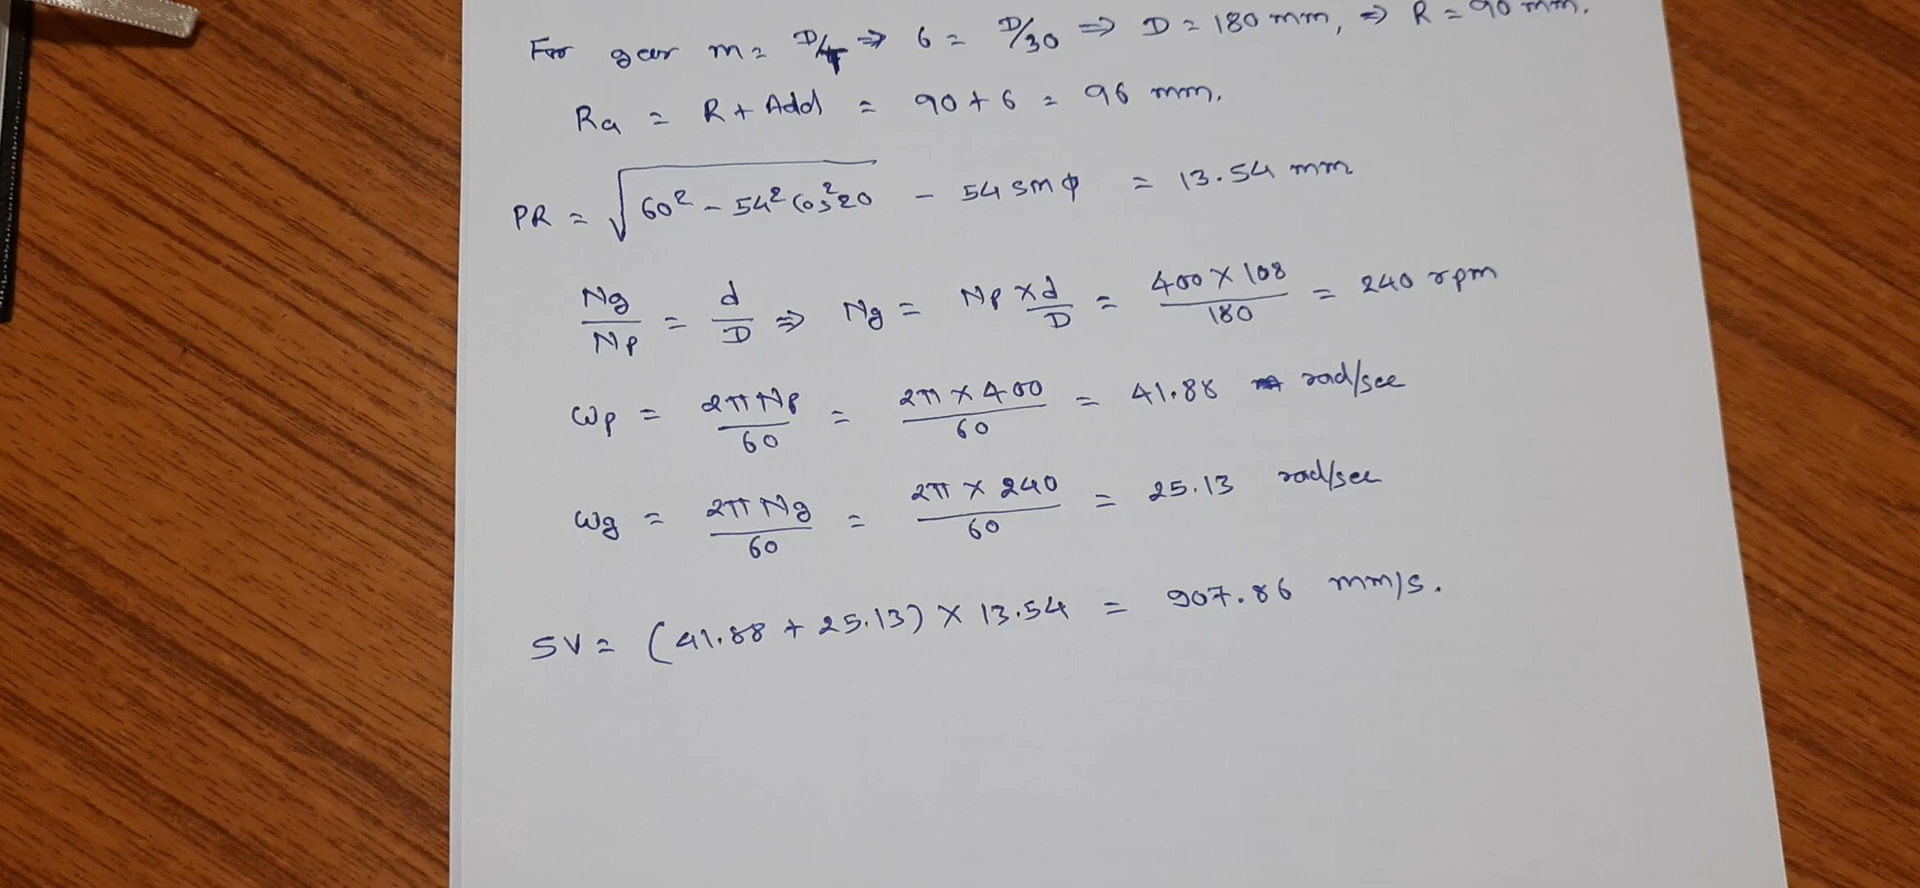 For gear m = D/T ⇒ 6 = D/30 ⇒ D = 180 mm, ⇒ R = 90 mm.
Ra = R + Add = 90 + 6 = 96 mm.
PR = √(60² - 54² cos²20) - 54 sin φ = 13.54 mm
Ng/Np = d/D ⇒ Ng = Np × d/D = 400 × 108/180 = 240 rpm
ωp = 2πNp/60 = 2π × 400/60 = 41.88 rad/sec
ωg = 2πNg/60 = 2π × 240/60 = 25.13 rad/sec
SV = (41.88 + 25.13) × 13.54 = 907.86 mm/s.